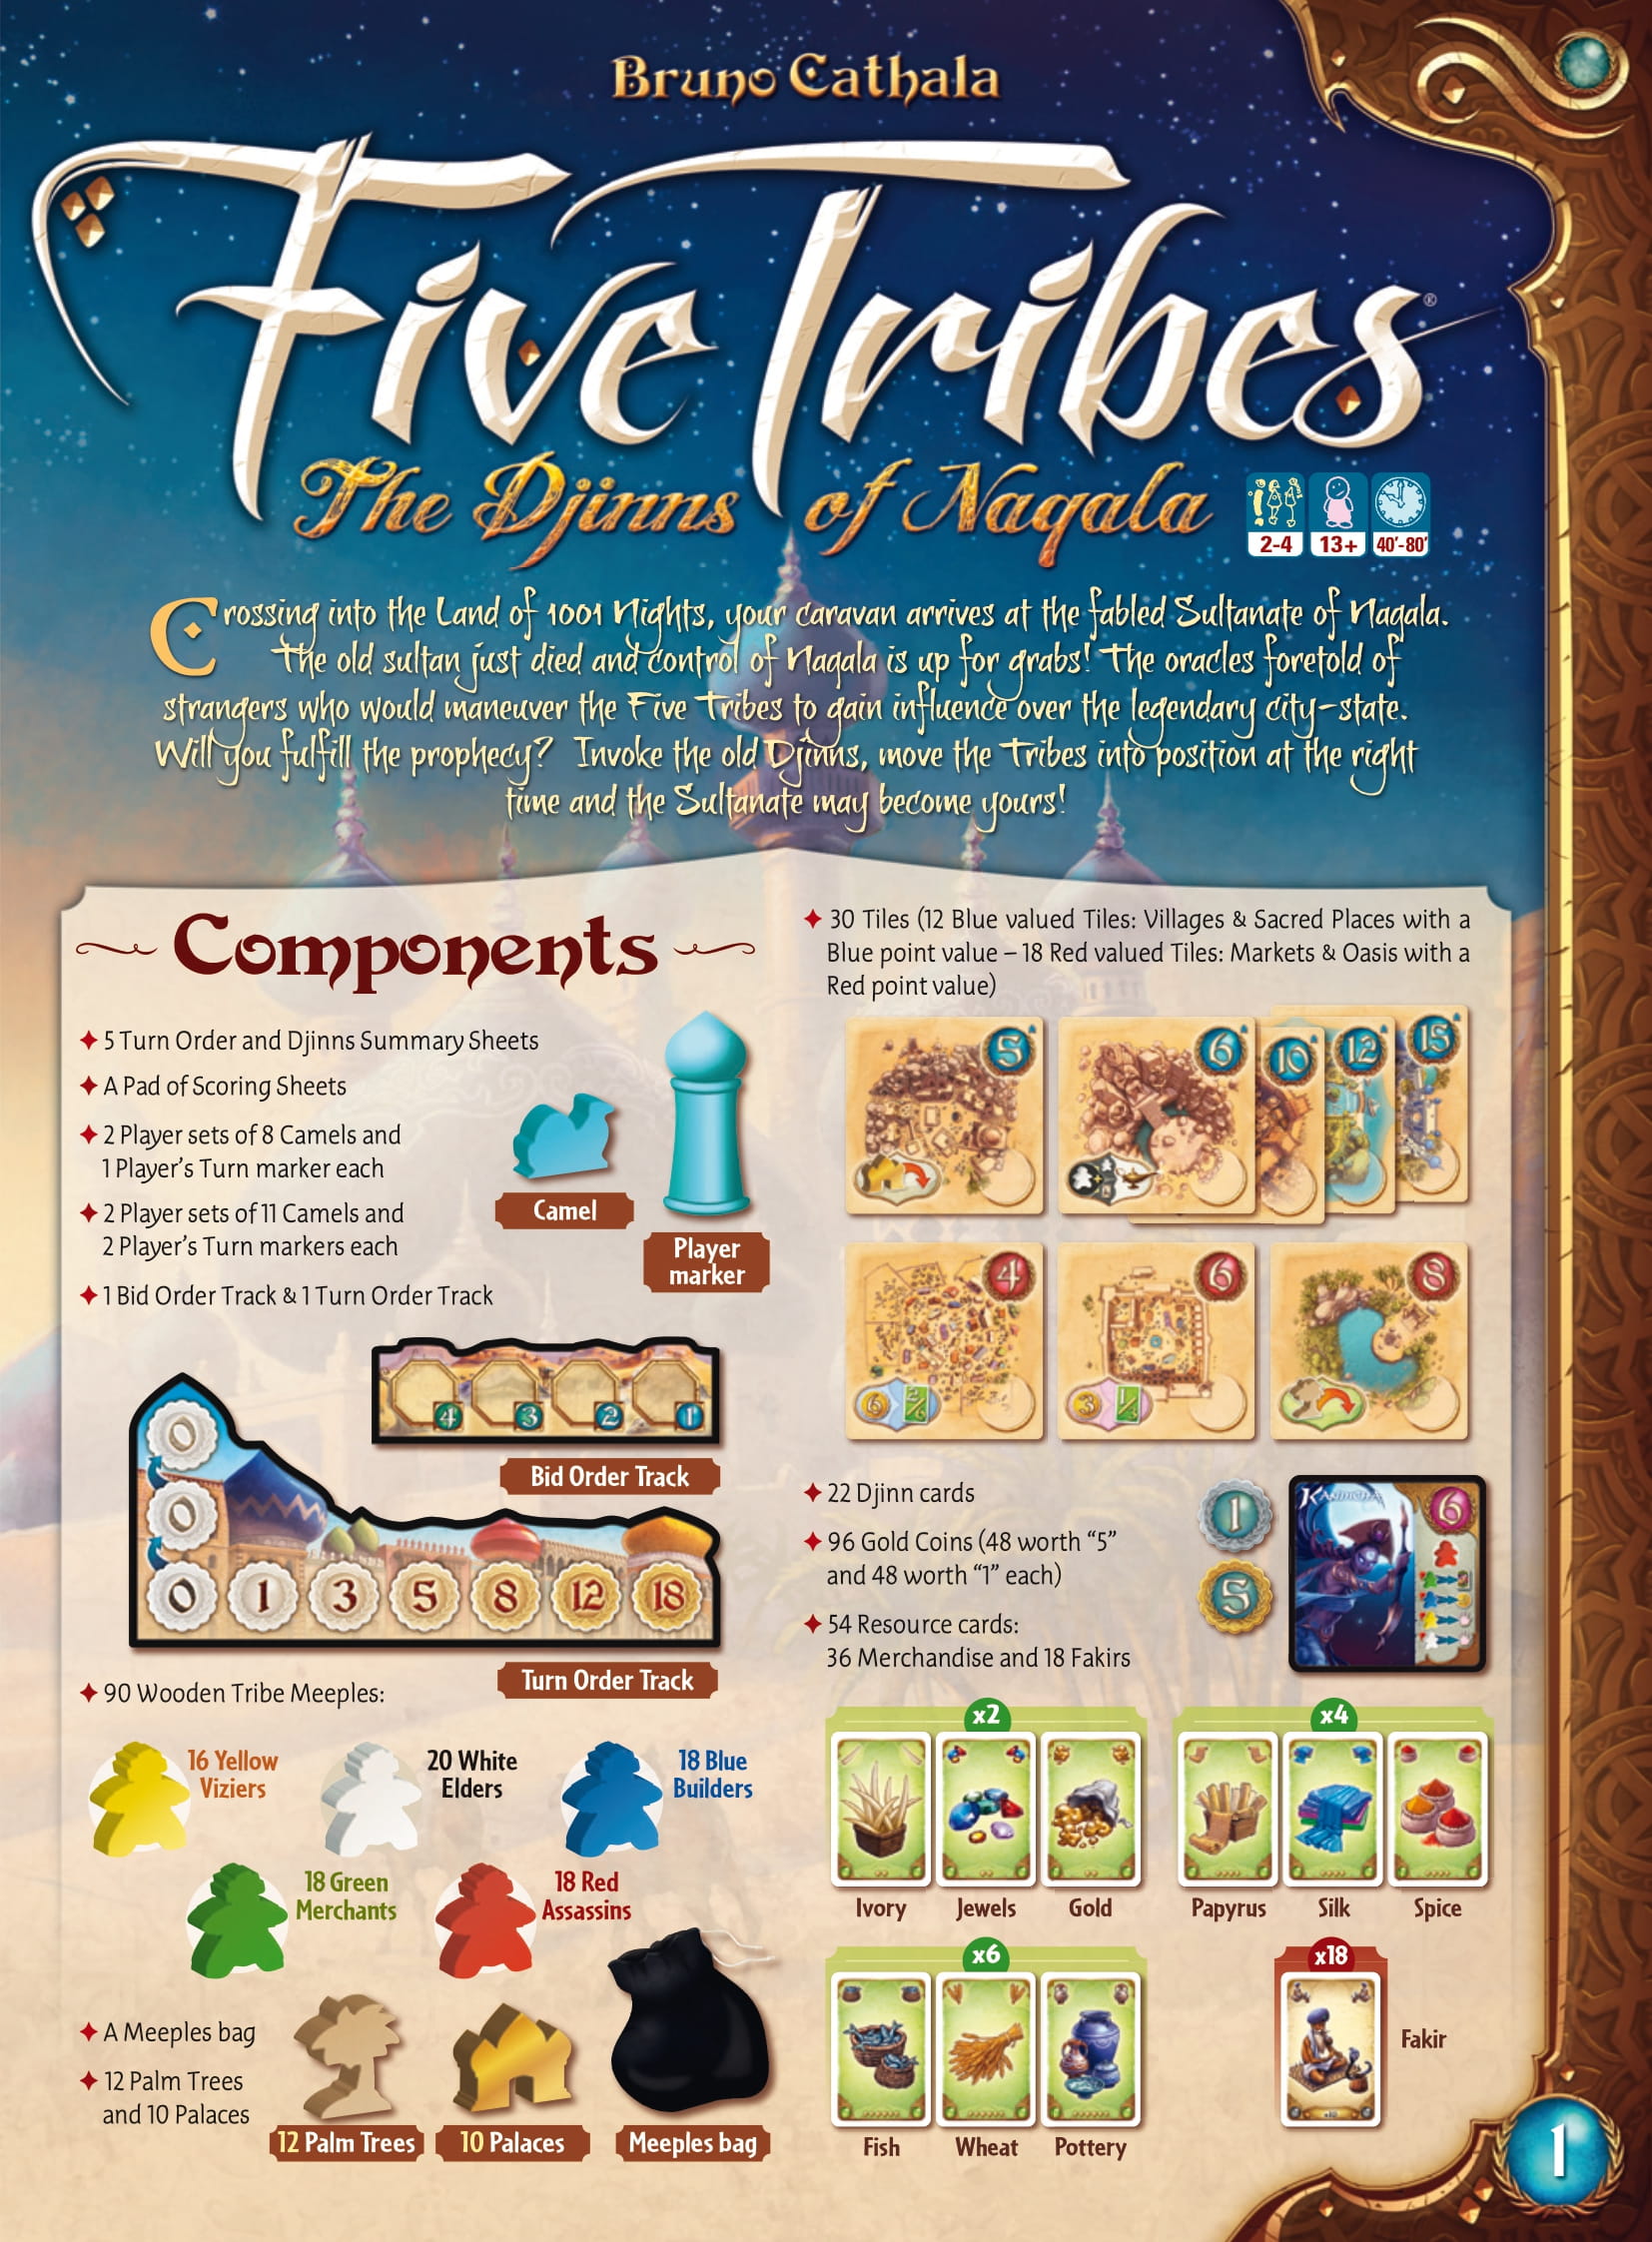 Bruno Cathala
Five Tribes®
The Djinns of Naqala
2-4
13+
40'-80'
Crossing into the Land of 1001 Nights, your caravan arrives at the fabled Sultanate of Naqala.
The old sultan just died and control of Naqala is up for grabs! The oracles foretold of
strangers who would maneuver the Five Tribes to gain influence over the legendary city-state.
Will you fulfill the prophecy? Invoke the old Djinns, move the Tribes into position at the right
time and the Sultanate may become yours!
Components
5 Turn Order and Djinns Summary Sheets
A Pad of Scoring Sheets
2 Player sets of 8 Camels and
1 Player's Turn marker each
2 Player sets of 11 Camels and
2 Player's Turn markers each
1 Bid Order Track & 1 Turn Order Track
Camel
Player
marker
4
3
2
1
Bid Order Track
0
0
0
1
3
5
8
12
18
Turn Order Track
90 Wooden Tribe Meeples:
16 Yellow
Viziers
20 White
Elders
18 Blue
Builders
18 Green
Merchants
18 Red
Assassins
A Meeples bag
12 Palm Trees
and 10 Palaces
12 Palm Trees
10 Palaces
Meeples bag
30 Tiles (12 Blue valued Tiles: Villages & Sacred Places with a
Blue point value – 18 Red valued Tiles: Markets & Oasis with a
Red point value)
5
6
10
12
15
4
6 2/6
6
3 1/2
8
22 Djinn cards
96 Gold Coins (48 worth “5”
and 48 worth “1” each)
54 Resource cards:
36 Merchandise and 18 Fakirs
1
5
Kandicha
6
x2
Ivory
Jewels
Gold
x4
Papyrus
Silk
Spice
x6
Fish
Wheat
Pottery
x18
Fakir
1